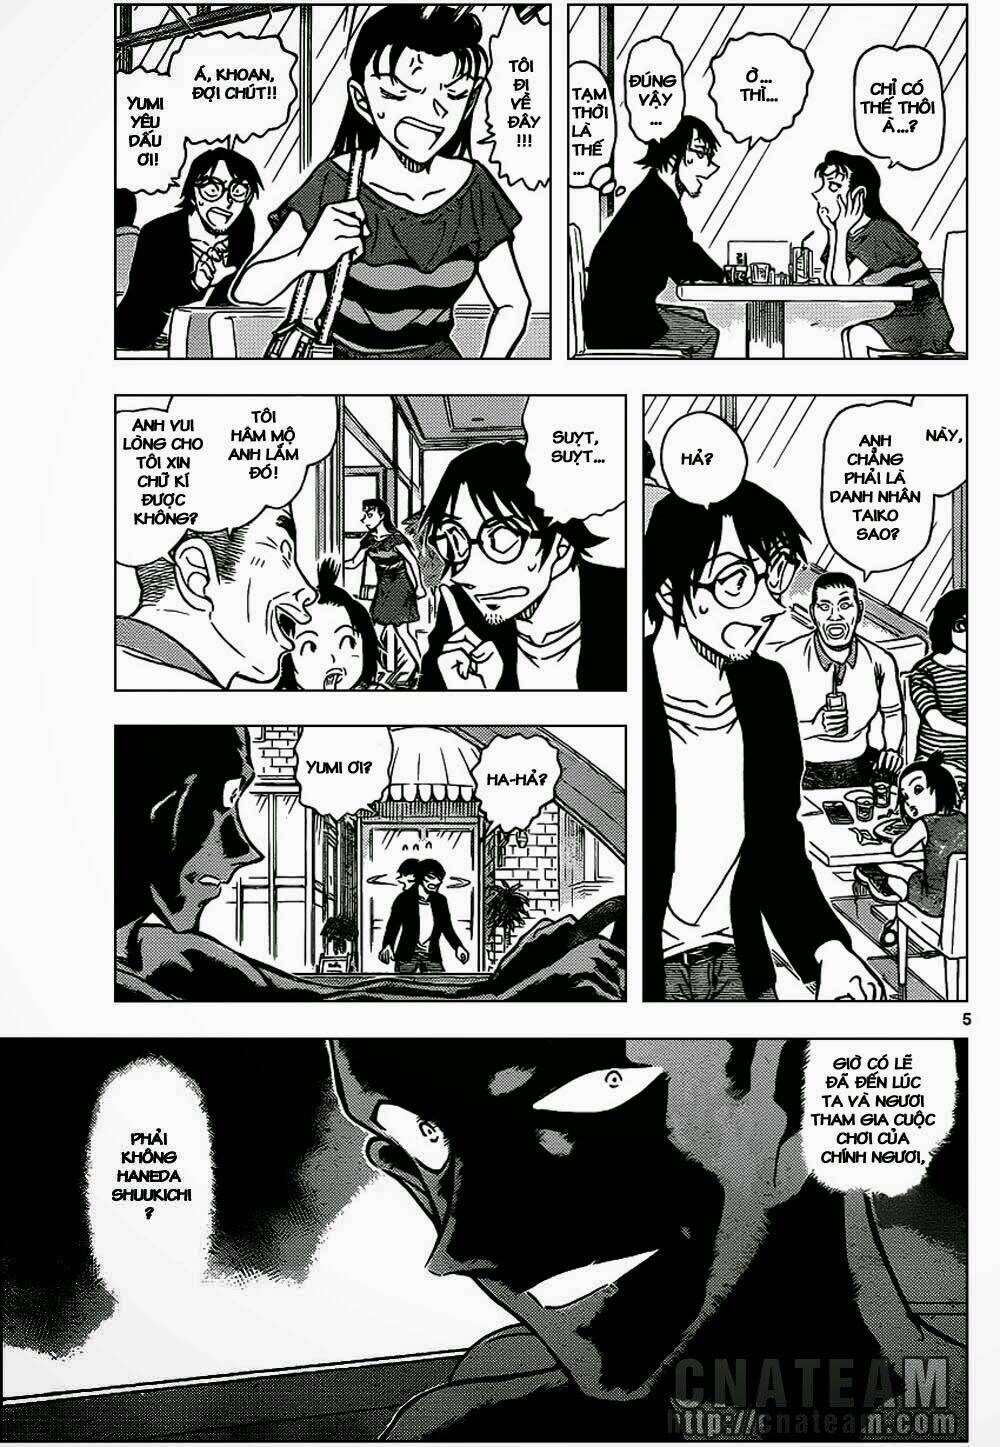 CHỈ CÓ
THẾ THÔI
À...?
Ờ...
THÌ...
ĐÚNG
VẬY
...
TẠM
THỜI
LÀ
THẾ
...
TÔI
ĐI
VỀ
ĐÂY
!!!
Á, KHOAN,
ĐỢI CHÚT!!
YUMI
YÊU
DẤU
ƠI!
NÀY,
ANH
CHẲNG
PHẢI LÀ
DANH NHÂN
TAIKO
SAO?
HẢ?
SUỴT,
SUỴT...
TÔI
HÂM MỘ
ANH LẮM
ĐÓ!
ANH VUI
LÒNG CHO
TÔI XIN
CHỮ KÍ
ĐƯỢC
KHÔNG?
HA-HẢ?
YUMI ƠI?
5
GIỜ CÓ LẼ
ĐÃ ĐẾN LÚC
TA VÀ NGƯƠI
THAM GIA CUỘC
CHƠI CỦA
CHÍNH NGƯƠI,
PHẢI
KHÔNG
HANEDA
SHUUKICHI
?
CNATEAM
http://cnateam.com/